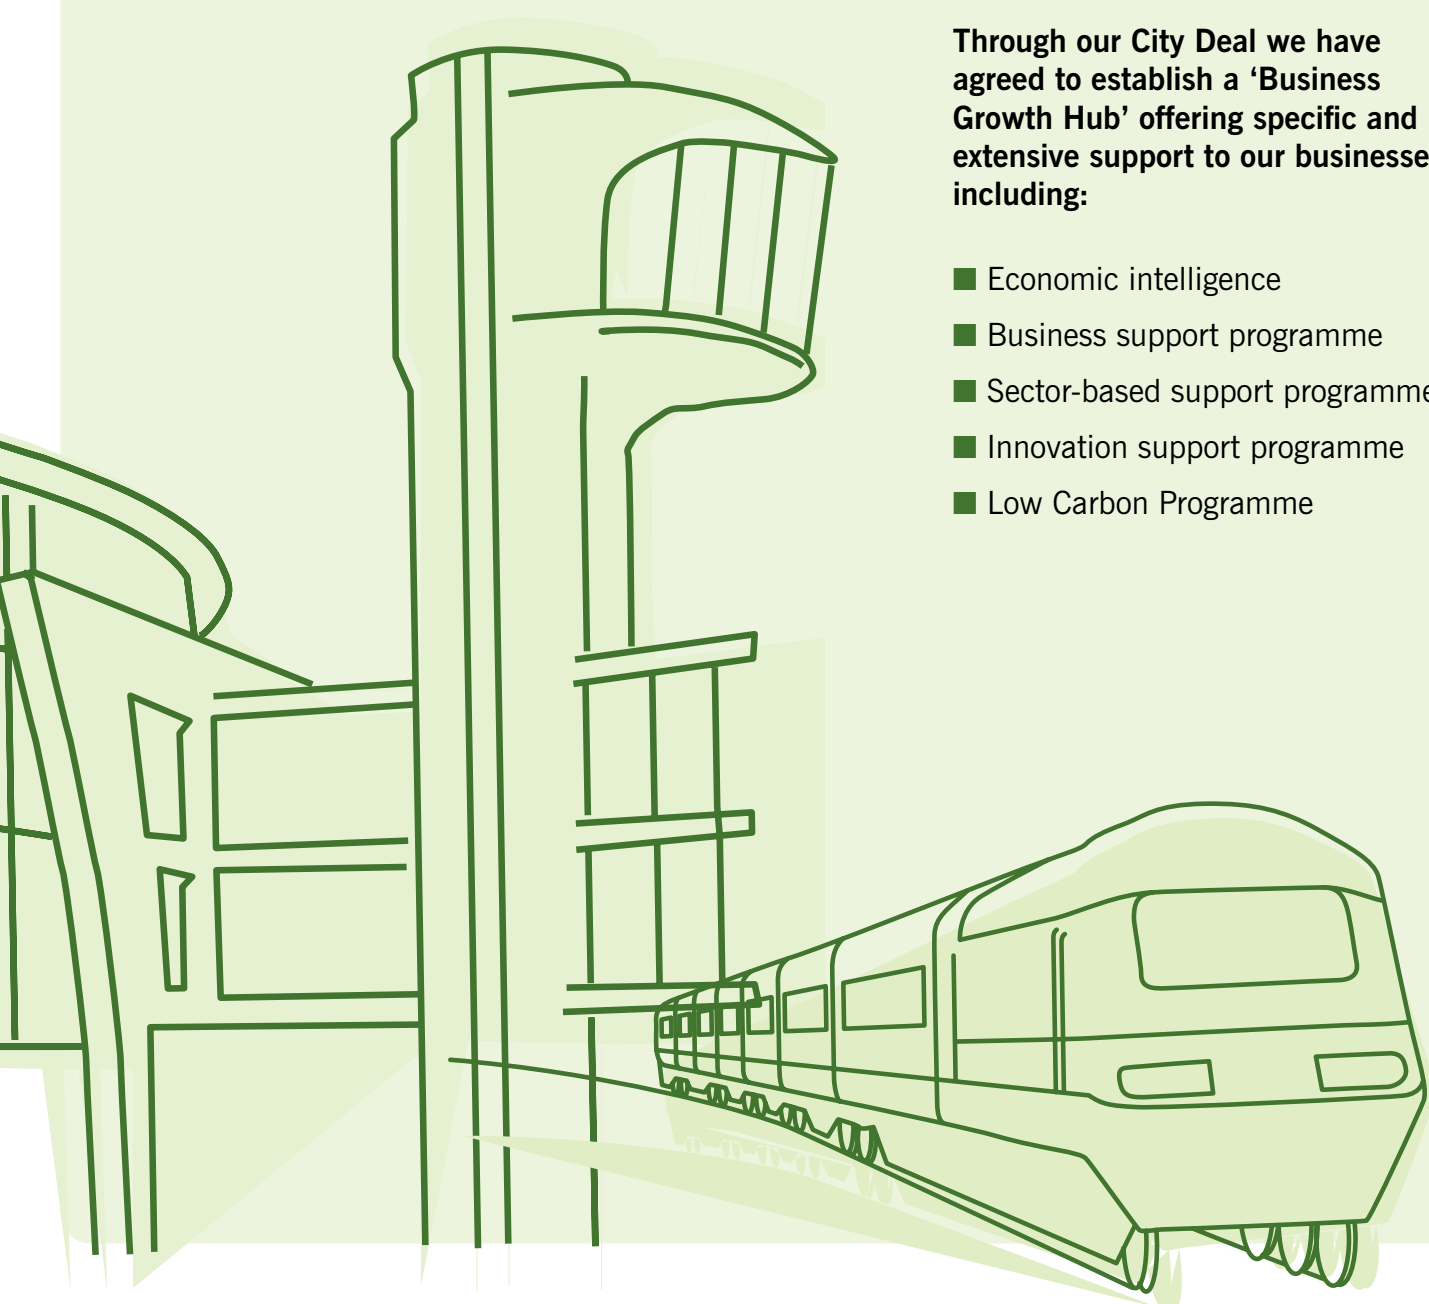 Through our City Deal we have
agreed to establish a ‘Business
Growth Hub’ offering specific and
extensive support to our businesse
including:
■ Economic intelligence
■ Business support programme
■ Sector-based support programme
■ Innovation support programme
■ Low Carbon Programme